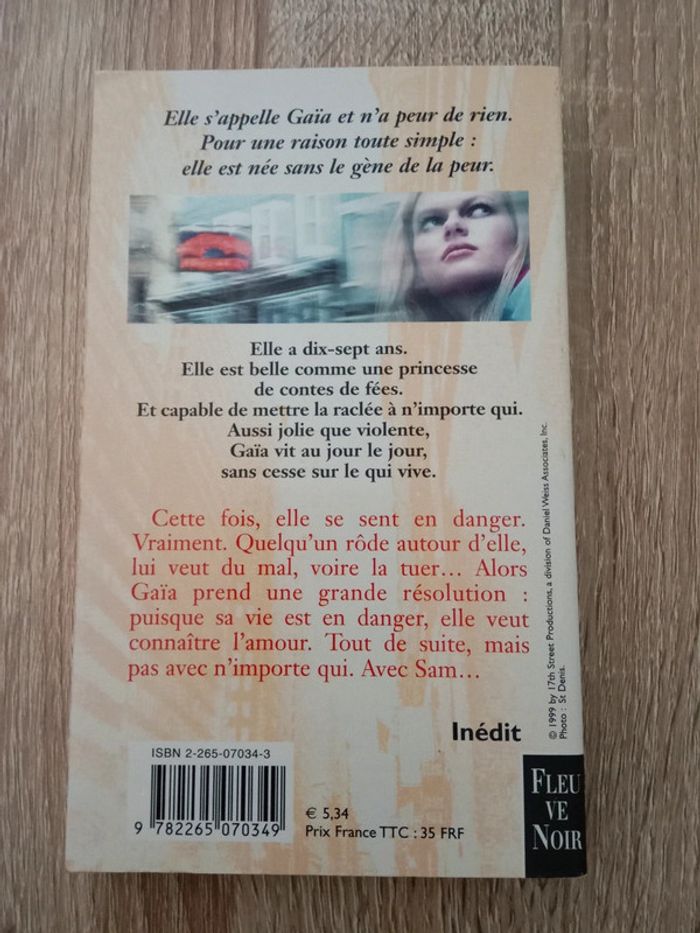 Elle s'appelle Gaïa et n'a peur de rien.
Pour une raison toute simple :
elle est née sans le gène de la peur.
Elle a dix-sept ans.
Elle est belle comme une princesse
de contes de fées.
Et capable de mettre la raclée à n'importe qui.
Aussi jolie que violente,
Gaïa vit au jour le jour,
sans cesse sur le qui vive.
Cette fois, elle se sent en danger.
Vraiment. Quelqu'un rôde autour d'elle,
lui veut du mal, voire la tuer... Alors
Gaïa prend une grande résolution :
puisque sa vie est en danger, elle veut
connaître l'amour. Tout de suite, mais
pas avec n'importe qui. Avec Sam...
Inédit
© 1999 by 17th Street Productions, a division of Daniel Weiss Associates, Inc.
Photo : St Denis.
ISBN 2-265-07034-3
9 782265 070349
€ 5,34
Prix France TTC : 35 FRF
FLEU
VE
NOIR